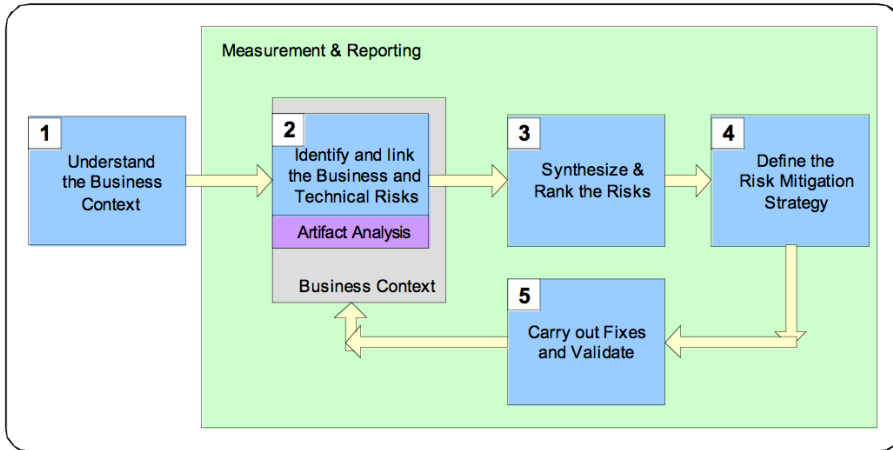 Measurement & Reporting
1
Understand
the Business
Context
2
Identify and link
the Business and
Technical Risks
Artifact Analysis
Business Context
3
Synthesize &
Rank the Risks
4
Define the
Risk Mitigation
Strategy
5
Carry out Fixes
and Validate